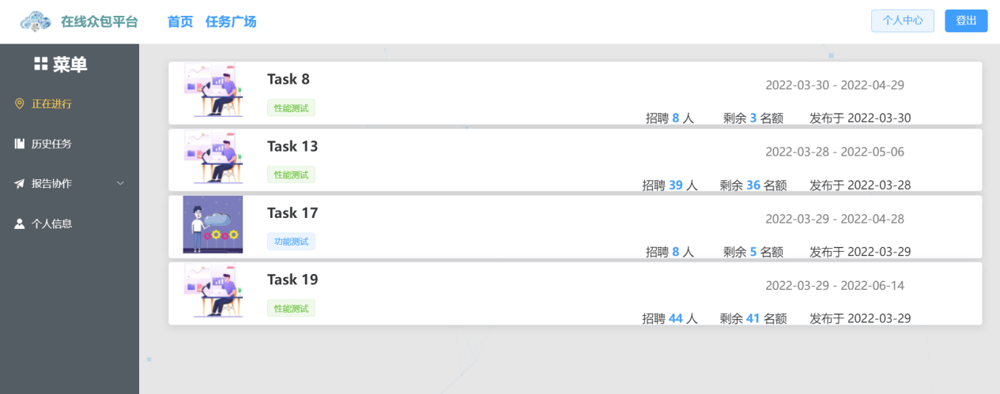 在线众包平台 首页 任务广场 个人中心 登出
菜单
正在进行
历史任务
报告协作
个人信息
Task 8
2022-03-30 - 2022-04-29
性能测试
招聘 8 人 剩余 3 名额 发布于 2022-03-30
Task 13
2022-03-28 - 2022-05-06
性能测试
招聘 39 人 剩余 36 名额 发布于 2022-03-28
Task 17
2022-03-29 - 2022-04-28
功能测试
招聘 8 人 剩余 5 名额 发布于 2022-03-29
Task 19
2022-03-29 - 2022-06-14
性能测试
招聘 44 人 剩余 41 名额 发布于 2022-03-29